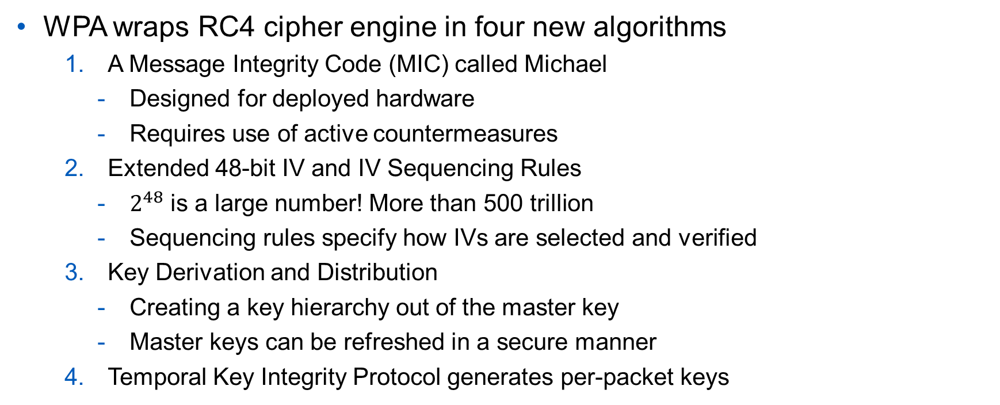 • WPA wraps RC4 cipher engine in four new algorithms
1. A Message Integrity Code (MIC) called Michael
- Designed for deployed hardware
- Requires use of active countermeasures
2. Extended 48-bit IV and IV Sequencing Rules
- 2⁴⁸ is a large number! More than 500 trillion
- Sequencing rules specify how IVs are selected and verified
3. Key Derivation and Distribution
- Creating a key hierarchy out of the master key
- Master keys can be refreshed in a secure manner
4. Temporal Key Integrity Protocol generates per-packet keys